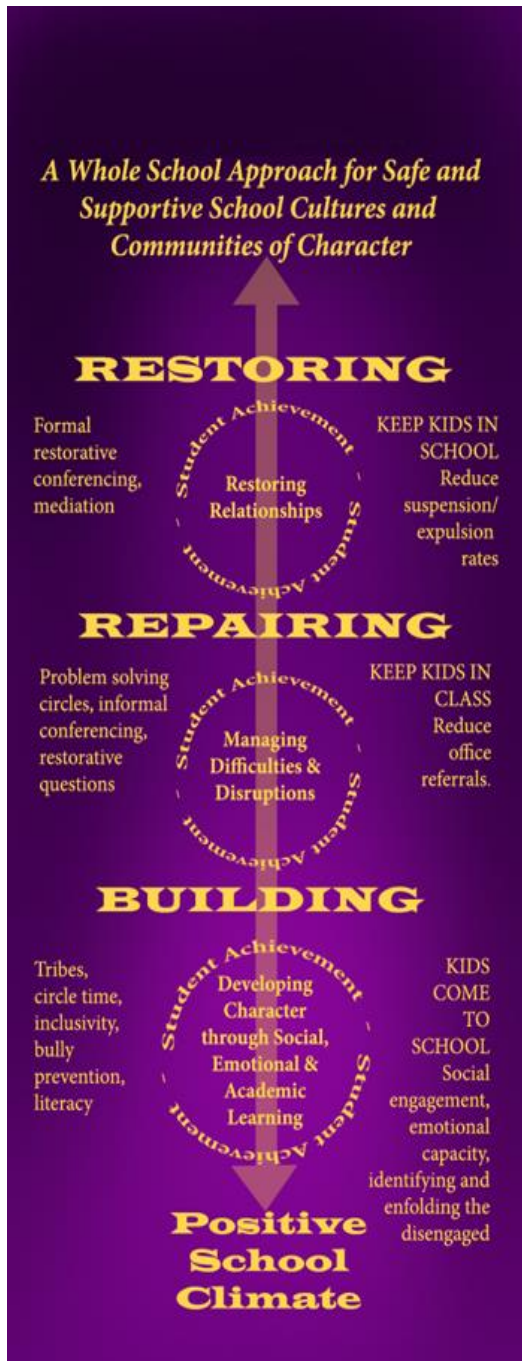 A Whole School Approach for Safe and
Supportive School Cultures and
Communities of Character
RESTORING
Formal
restorative
conferencing,
mediation
Student Achievement - Student Achievement -
Restoring
Relationships
KEEP KIDS IN
SCHOOL
Reduce
suspension/
expulsion
rates
REPAIRING
Problem solving
circles, informal
conferencing,
restorative
questions
Student Achievement - Student Achievement -
Managing
Difficulties &
Disruptions
KEEP KIDS IN
CLASS
Reduce
office
referrals.
BUILDING
Tribes,
circle time,
inclusivity,
bully
prevention,
literacy
Student Achievement - Student Achievement -
Developing
Character
through Social,
Emotional &
Academic
Learning
KIDS
COME
TO
SCHOOL
Social
engagement,
emotional
capacity,
identifying and
enfolding the
disengaged
Positive
School
Climate